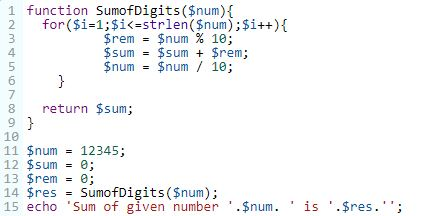 1 function SumofDigits($num){
2 for($i=1;$i<=strlen($num);$i++){
3 $rem = $num % 10;
4 $sum = $sum + $rem;
5 $num = $num / 10;
6 }
7
8 return $sum;
9 }
10
11 $num = 12345;
12 $sum = 0;
13 $rem = 0;
14 $res = SumofDigits($num);
15 echo 'Sum of given number '.$num. ' is '.$res.'';